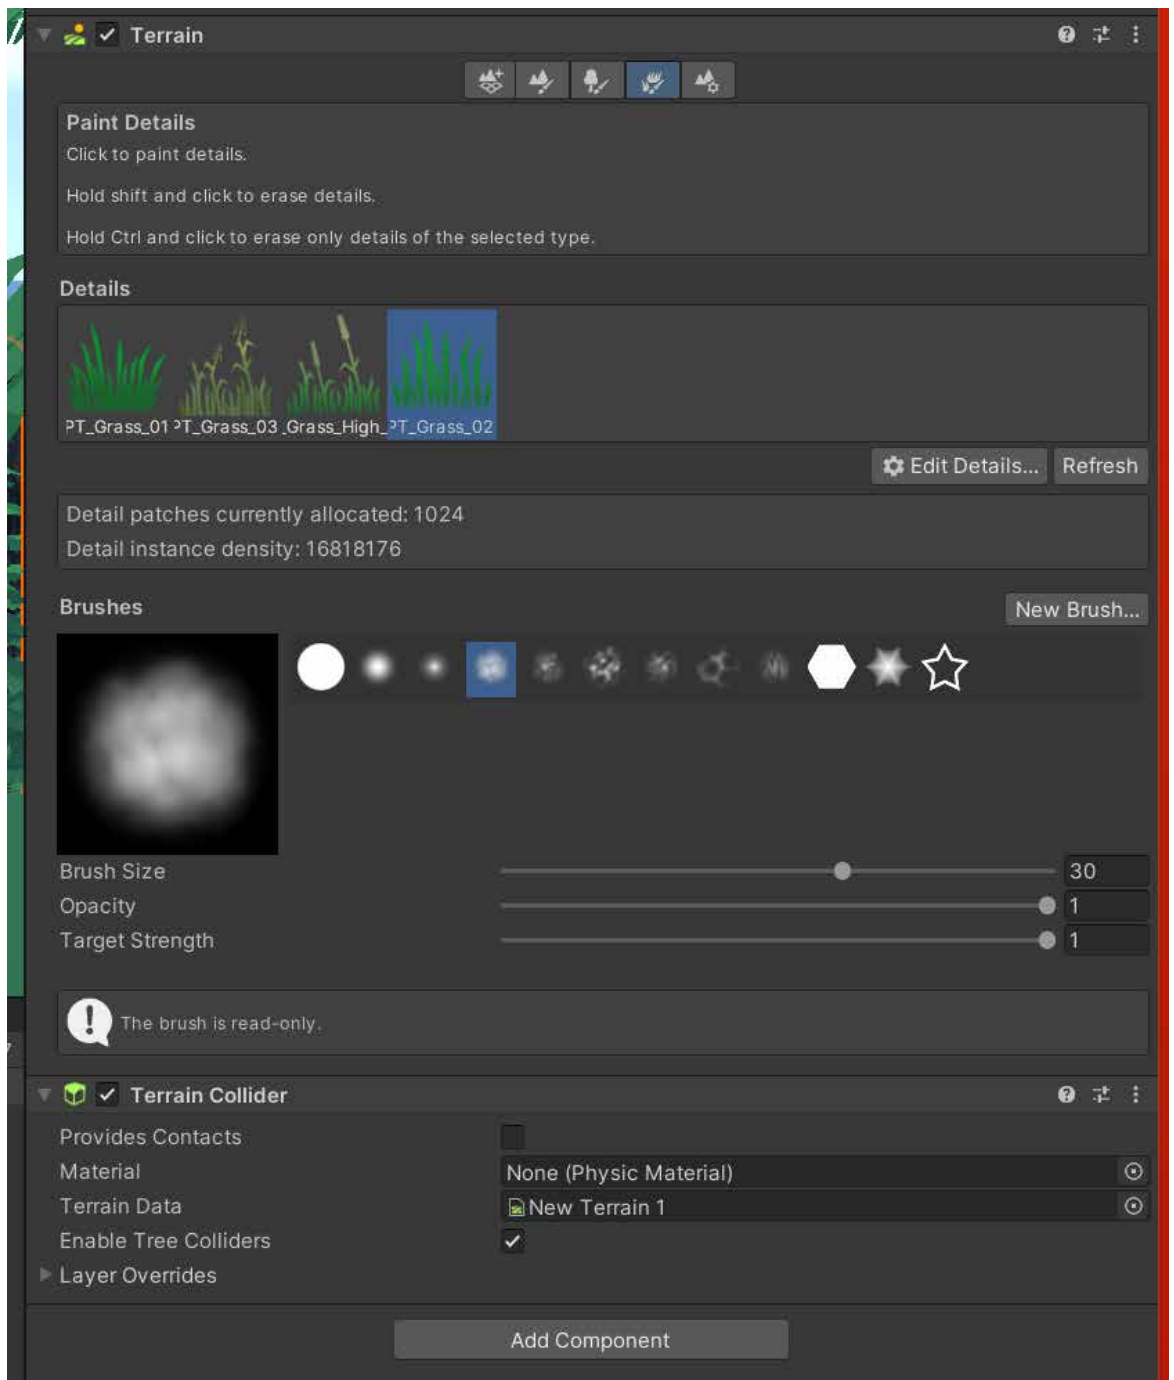 Terrain
Paint Details
Click to paint details.
Hold shift and click to erase details.
Hold Ctrl and click to erase only details of the selected type.
Details
PT_Grass_01 PT_Grass_03 _Grass_High_ PT_Grass_02
Edit Details... Refresh
Detail patches currently allocated: 1024
Detail instance density: 16818176
Brushes
New Brush...
Brush Size 30
Opacity 1
Target Strength 1
The brush is read-only.
Terrain Collider
Provides Contacts
Material None (Physic Material)
Terrain Data New Terrain 1
Enable Tree Colliders
Layer Overrides
Add Component